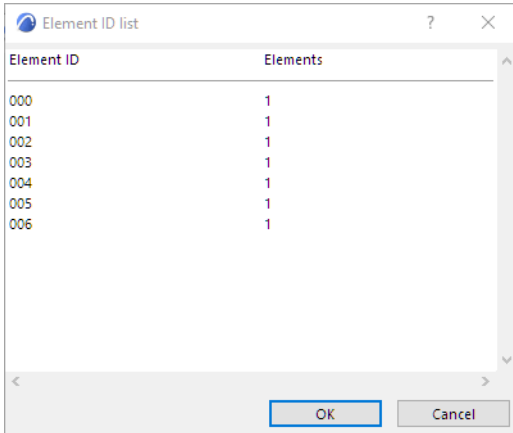 Element ID list
Element ID Elements
000 1
001 1
002 1
003 1
004 1
005 1
006 1
OK Cancel